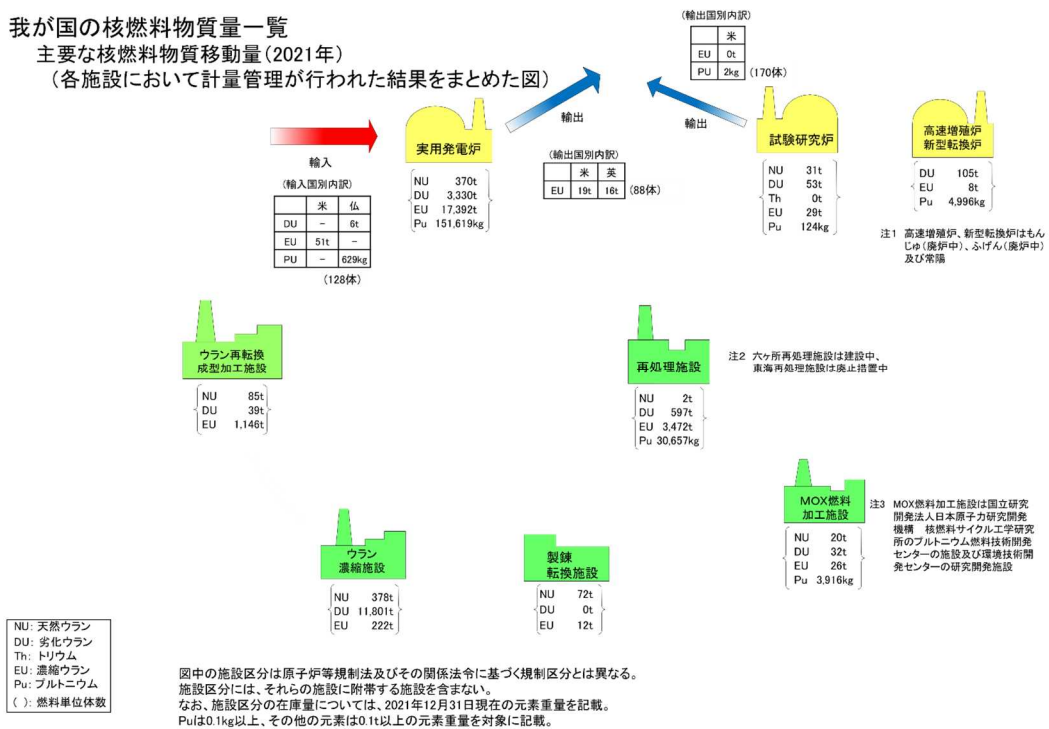 我が国の核燃料物質量一覧
主要な核燃料物質移動量(2021年)
(各施設において計量管理が行われた結果をまとめた図)
(輸出国別内訳)
米
EU 0t
PU 2kg
(170体)
輸出
輸出
輸入
実用発電炉
NU 370t
DU 3,330t
EU 17,392t
Pu 151,619kg
(輸出国別内訳)
米 英
EU 19t 16t
(88体)
試験研究炉
NU 31t
DU 53t
Th 0t
EU 29t
Pu 124kg
高速増殖炉
新型転換炉
DU 105t
EU 8t
Pu 4,996kg
注1 高速増殖炉、新型転換炉はもん
じゅ(廃炉中)、ふげん(廃炉中)
及び常陽
(輸入国別内訳)
米 仏
DU - 6t
EU 51t -
PU - 629kg
(128体)
ウラン再転換
成型加工施設
NU 85t
DU 39t
EU 1,146t
再処理施設
NU 2t
DU 597t
EU 3,472t
Pu 30,657kg
注2 六ヶ所再処理施設は建設中、
東海再処理施設は廃止措置中
MOX燃料
加工施設
NU 20t
DU 32t
EU 26t
Pu 3,916kg
注3 MOX燃料加工施設は国立研究
開発法人日本原子力研究開発
機構 核燃料サイクル工学研究
所のプルトニウム燃料技術開発
センターの施設及び環境技術開
発センターの研究開発施設
ウラン
濃縮施設
NU 378t
DU 11,801t
EU 222t
製錬
転換施設
NU 72t
DU 0t
EU 12t
NU: 天然ウラン
DU: 劣化ウラン
Th: トリウム
EU: 濃縮ウラン
Pu: プルトニウム
( ): 燃料単位体数
図中の施設区分は原子炉等規制法及びその関係法令に基づく規制区分とは異なる。
施設区分には、それらの施設に附帯する施設を含まない。
なお、施設区分の在庫量については、2021年12月31日現在の元素重量を記載。
Puは0.1kg以上、その他の元素は0.1t以上の元素重量を対象に記載。